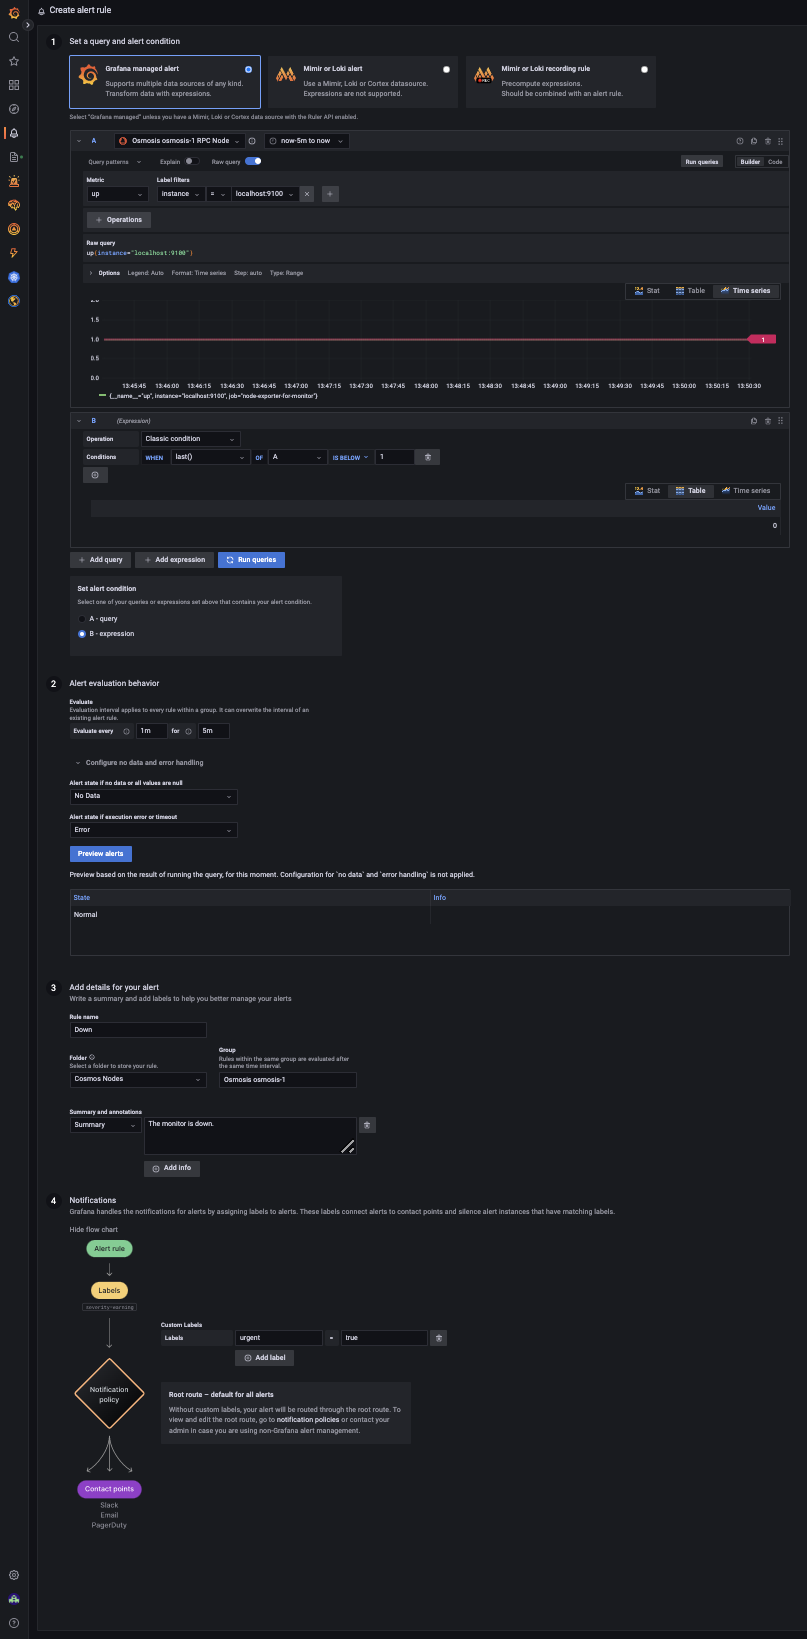 Create alert rule
1 Set a query and alert condition
Grafana managed alert
Supports multiple data sources of any kind.
Transform data with expressions.
Mimir or Loki alert
Use a Mimir, Loki or Cortex datasource.
Expressions are not supported.
Mimir or Loki recording rule
Precompute expressions.
Should be combined with an alert rule.
Select "Grafana managed" unless you have a Mimir, Loki or Cortex data source with the Ruler API enabled.
A Osmosis osmosis-1 RPC Node now-5m to now
Query patterns Explain Raw query Run queries Builder Code
Metric Label filters
up instance = localhost:9100
+ Operations
Raw query
up{instance="localhost:9100"}
Options Legend: Auto Format: Time series Step: auto Type: Range
Stat Table Time series
2.0
1.5
1.0 1
0.5
0.0
13:45:45 13:46:00 13:46:15 13:46:30 13:46:45 13:47:00 13:47:15 13:47:30 13:47:45 13:48:00 13:48:15 13:48:30 13:48:45 13:49:00 13:49:15 13:49:30 13:49:45 13:50:00 13:50:15 13:50:30
{__name__="up", instance="localhost:9100", job="node-exporter-for-monitor"}
B (Expression)
Operation Classic condition
Conditions WHEN last() OF A IS BELOW 1
Stat Table Time series
Value
0
+ Add query + Add expression Run queries
Set alert condition
Select one of your queries or expressions set above that contains your alert condition.
A - query
B - expression
2 Alert evaluation behavior
Evaluate
Evaluation interval applies to every rule within a group. It can overwrite the interval of an
existing alert rule.
Evaluate every 1m for 5m
Configure no data and error handling
Alert state if no data or all values are null
No Data
Alert state if execution error or timeout
Error
Preview alerts
Preview based on the result of running the query, for this moment. Configuration for `no data` and `error handling` is not applied.
State Info
Normal
3 Add details for your alert
Write a summary and add labels to help you better manage your alerts
Rule name
Down
Folder
Select a folder to store your rule.
Cosmos Nodes
Group
Rules within the same group are evaluated after
the same time interval.
Osmosis osmosis-1
Summary and annotations
Summary The monitor is down.
Add info
4 Notifications
Grafana handles the notifications for alerts by assigning labels to alerts. These labels connect alerts to contact points and silence alert instances that have matching labels.
Hide flow chart
Alert rule
Labels
severity=warning
Custom Labels
Labels urgent = true
Add label
Notification
policy
Root route – default for all alerts
Without custom labels, your alert will be routed through the root route. To
view and edit the root route, go to notification policies or contact your
admin in case you are using non-Grafana alert management.
Contact points
Slack
Email
PagerDuty